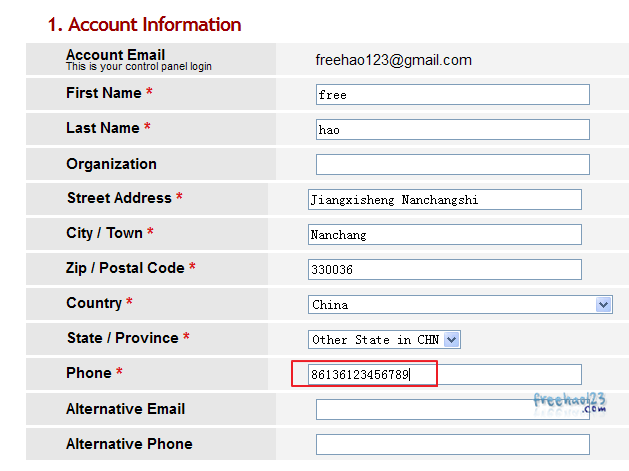 1. Account Information
Account Email
This is your control panel login
freehao123@gmail.com
First Name *
free
Last Name *
hao
Organization
Street Address *
Jiangxisheng Nanchangshi
City / Town *
Nanchang
Zip / Postal Code *
330036
Country *
China
State / Province *
Other State in CHN
Phone *
86136123456789
Alternative Email
freehao123
.com
Alternative Phone